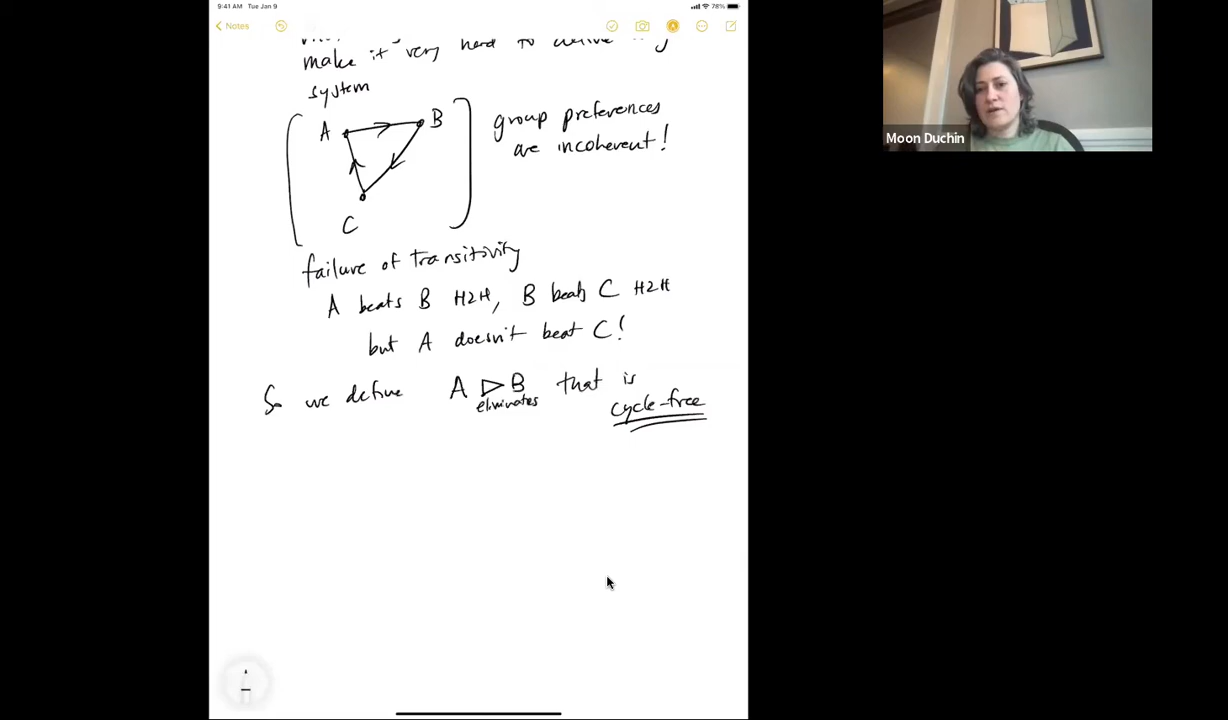 9:41 AM Tue Jan 9
78%
Notes
make it very hard to
system
A B
C
group preferences
are incoherent!
failure of transitivity
A beats B H2H, B beats C H2H
but A doesn't beat C!
So we define A ▷ B that is
eliminates cycle-free
Moon Duchin